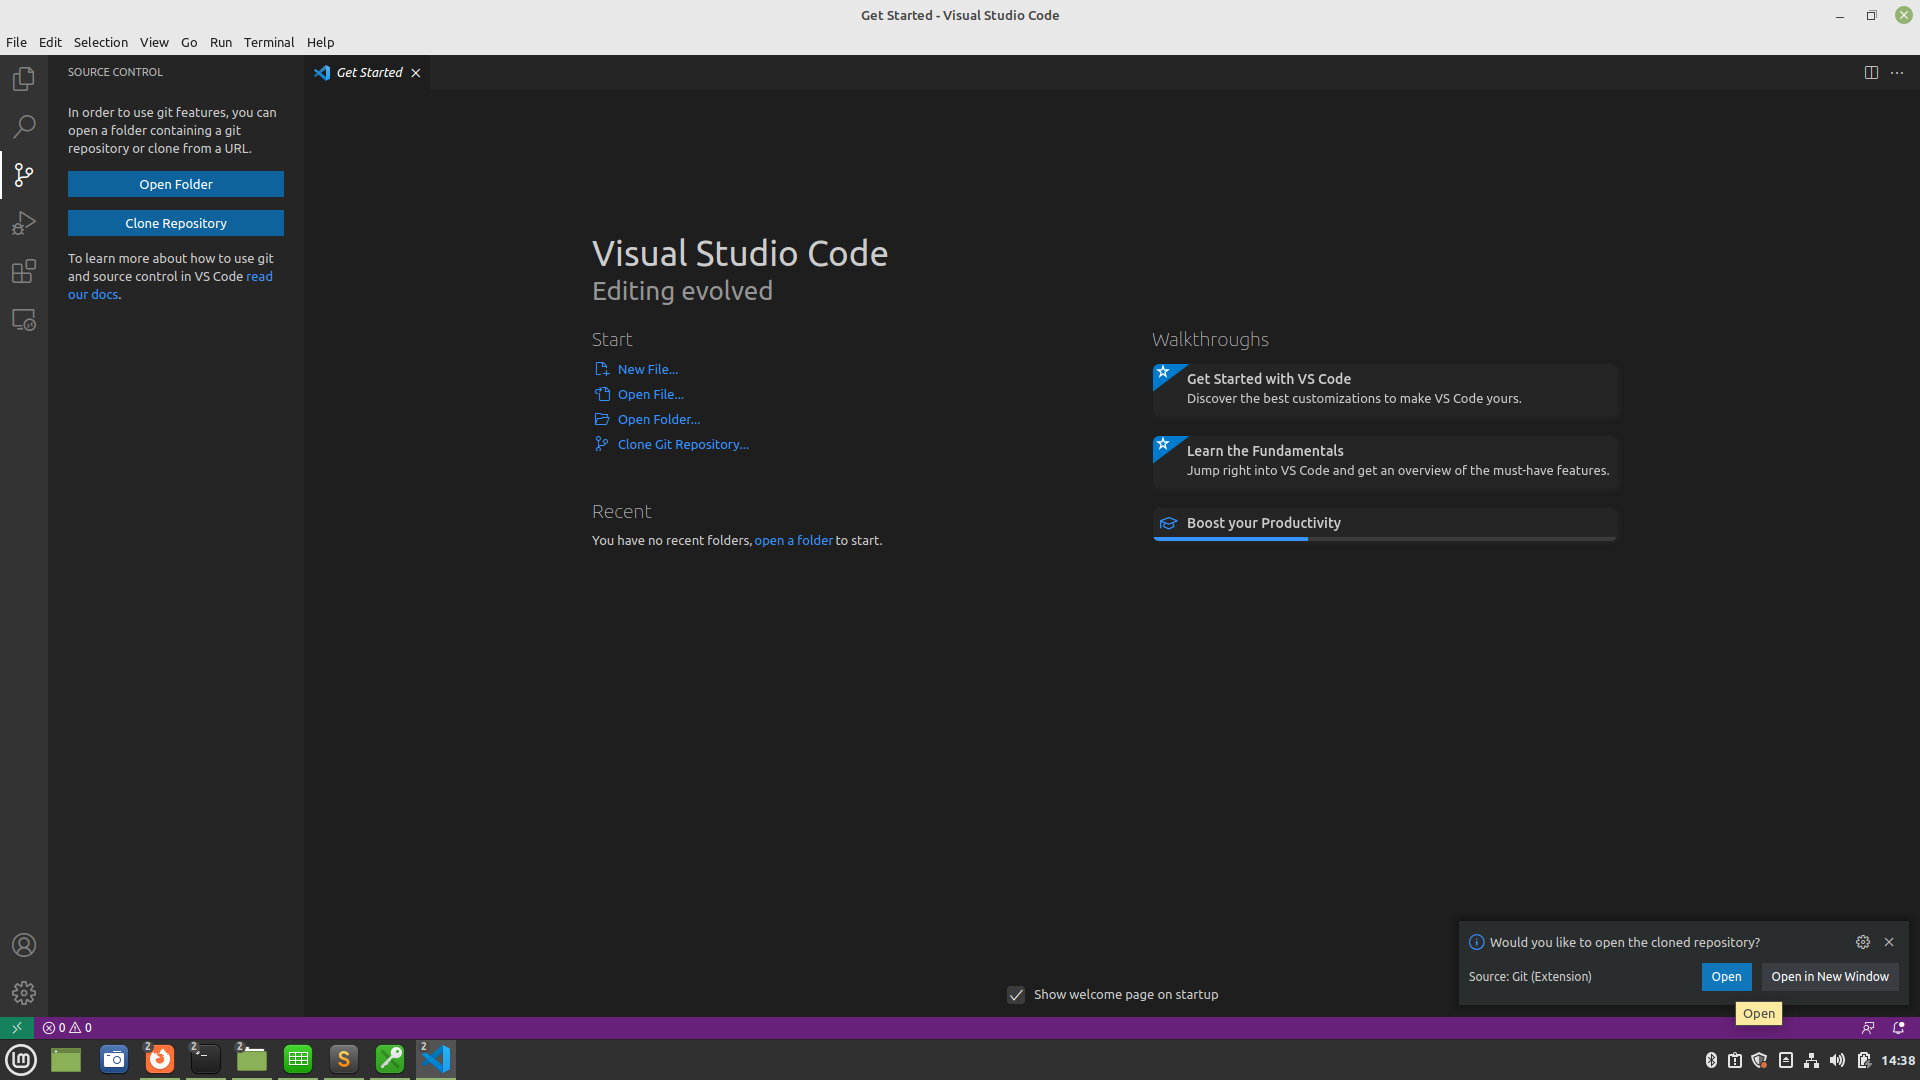 Get Started - Visual Studio Code
File Edit Selection View Go Run Terminal Help
SOURCE CONTROL
Get Started
In order to use git features, you can
open a folder containing a git
repository or clone from a URL.
Open Folder
Clone Repository
To learn more about how to use git
and source control in VS Code read
our docs.
Visual Studio Code
Editing evolved
Start
New File...
Open File...
Open Folder...
Clone Git Repository...
Recent
You have no recent folders, open a folder to start.
Walkthroughs
Get Started with VS Code
Discover the best customizations to make VS Code yours.
Learn the Fundamentals
Jump right into VS Code and get an overview of the must-have features.
Boost your Productivity
Show welcome page on startup
Would you like to open the cloned repository?
Source: Git (Extension)
Open
Open in New Window
Open
0 0
2 2 2 S 2
14:38